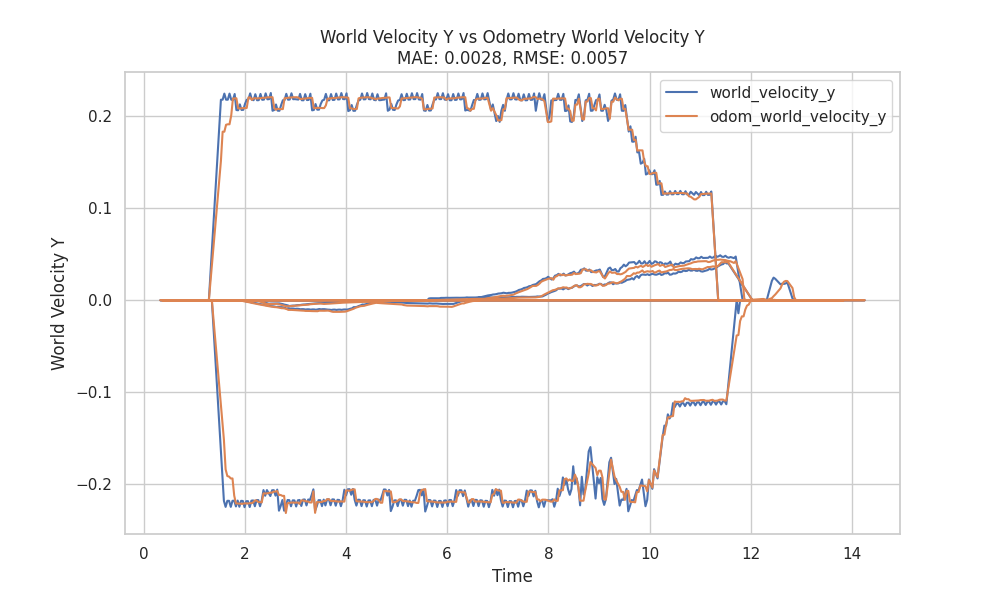 World Velocity Y vs Odometry World Velocity Y
MAE: 0.0028, RMSE: 0.0057
world_velocity_y
odom_world_velocity_y
World Velocity Y
0.2
0.1
0.0
−0.1
−0.2
0 2 4 6 8 10 12 14
Time